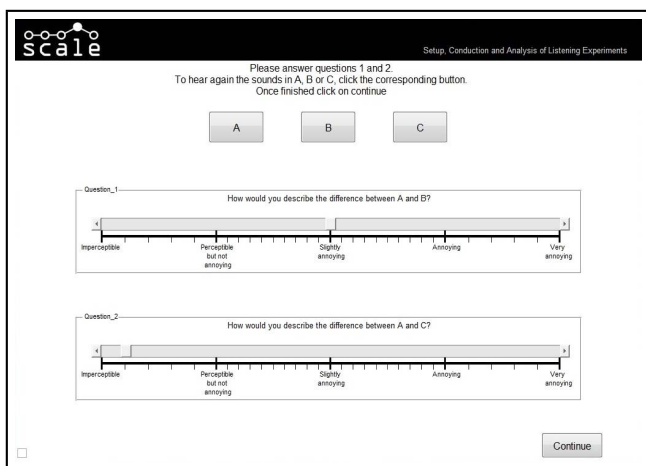 scale
Setup, Conduction and Analysis of Listening Experiments
Please answer questions 1 and 2.
To hear again the sounds in A, B or C, click the corresponding button.
Once finished click on continue
A B C
Question_1
How would you describe the difference between A and B?
Imperceptible Perceptible Slightly Annoying Very
but not annoying annoying
annoying
Question_2
How would you describe the difference between A and C?
Imperceptible Perceptible Slightly Annoying Very
but not annoying annoying
annoying
Continue